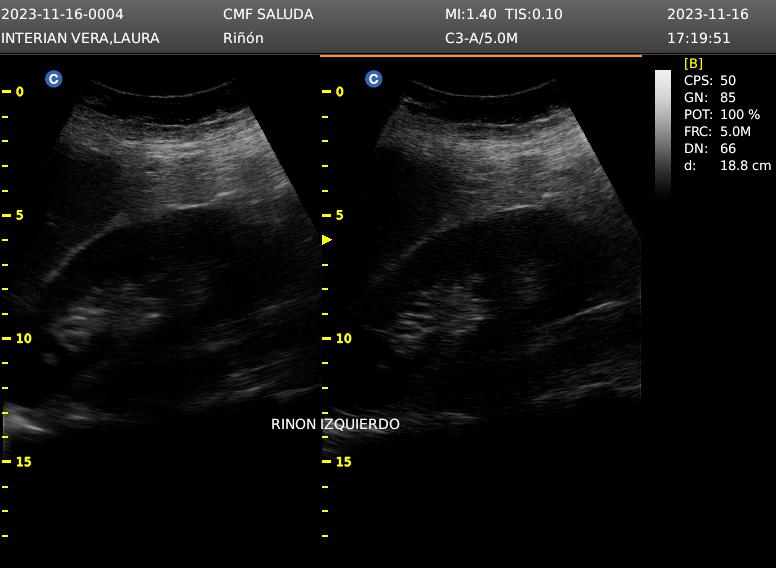 2023-11-16-0004 CMF SALUDA MI:1.40 TIS:0.10 2023-11-16
INTERIAN VERA,LAURA Riñón C3-A/5.0M 17:19:51
[B]
C C
0 0
CPS: 50
GN: 85
POT: 100 %
FRC: 5.0M
DN: 66
d: 18.8 cm
5 5
10 10
RINON IZQUIERDO
15 15